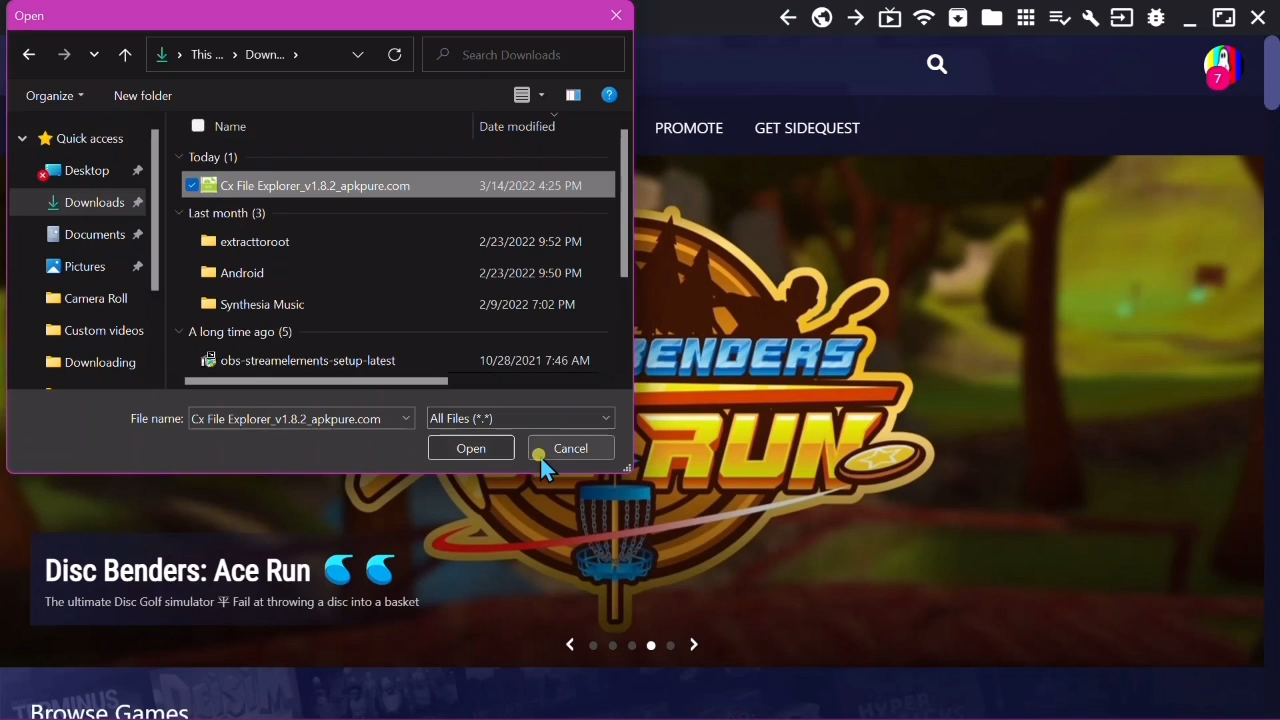 Open
This ... > Down... >
Search Downloads
7
Organize
New folder
?
Name
Date modified
Quick access
Today (1)
PROMOTE
GET SIDEQUEST
Desktop
Cx File Explorer_v1.8.2_apkpure.com
3/14/2022 4:25 PM
Downloads
Last month (3)
Documents
extracttoroot
2/23/2022 9:52 PM
Pictures
Android
2/23/2022 9:50 PM
Camera Roll
Synthesia Music
2/9/2022 7:02 PM
Custom videos
A long time ago (5)
Downloading
obs-streamelements-setup-latest
10/28/2021 7:46 AM
File name:
Cx File Explorer_v1.8.2_apkpure.com
All Files (*.*)
Open
Cancel
BENDERS
RUN
Disc Benders: Ace Run
The ultimate Disc Golf simulator 平 Fail at throwing a disc into a basket
Browse Games